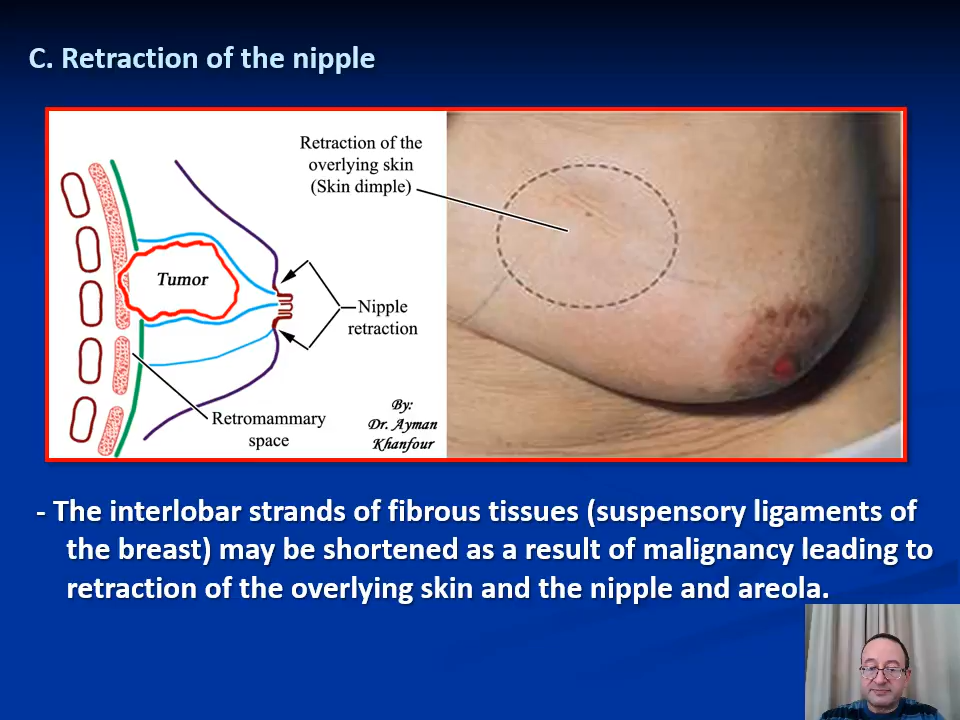 C. Retraction of the nipple
Retraction of the
overlying skin
(Skin dimple)
Tumor
Nipple
retraction
Retromammary
space
By:
Dr. Ayman
Khanfour
- The interlobar strands of fibrous tissues (suspensory ligaments of
the breast) may be shortened as a result of malignancy leading to
retraction of the overlying skin and the nipple and areola.